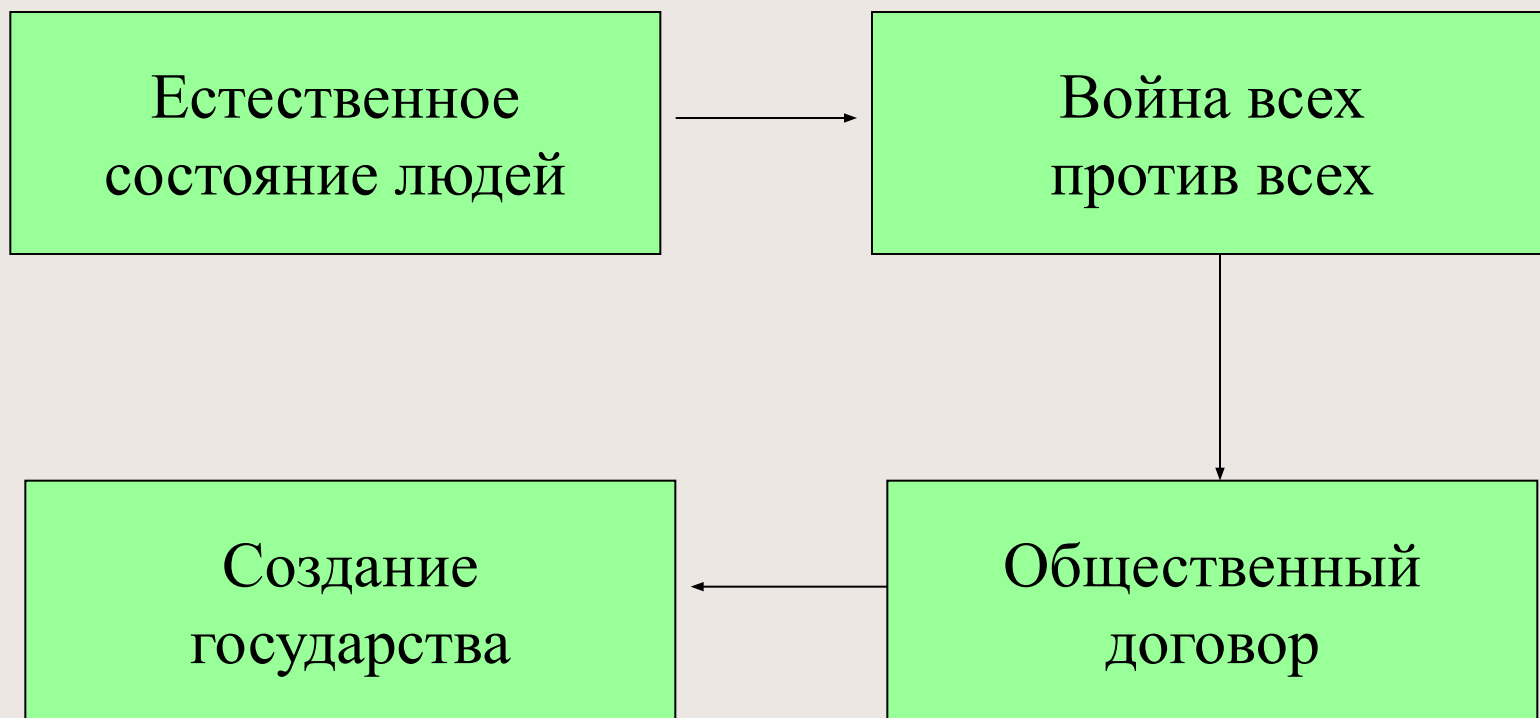 Естественное
состояние людей
Война всех
против всех
Создание
государства
Общественный
договор